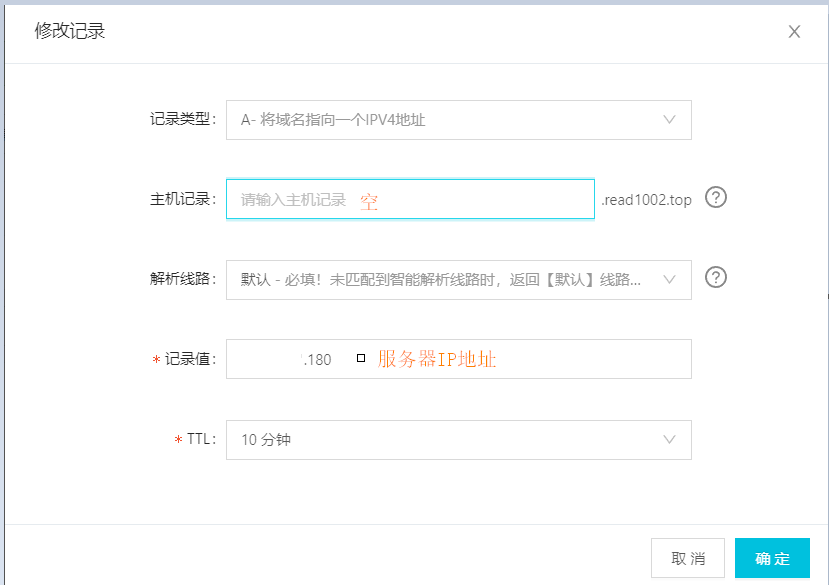 修改记录
记录类型: A- 将域名指向一个IPV4地址
主机记录: 请输入主机记录 空 .read1002.top ?
解析线路: 默认 - 必填！未匹配到智能解析线路时，返回【默认】线路... ?
* 记录值: .180 服务器IP地址
* TTL: 10 分钟
取 消 确 定